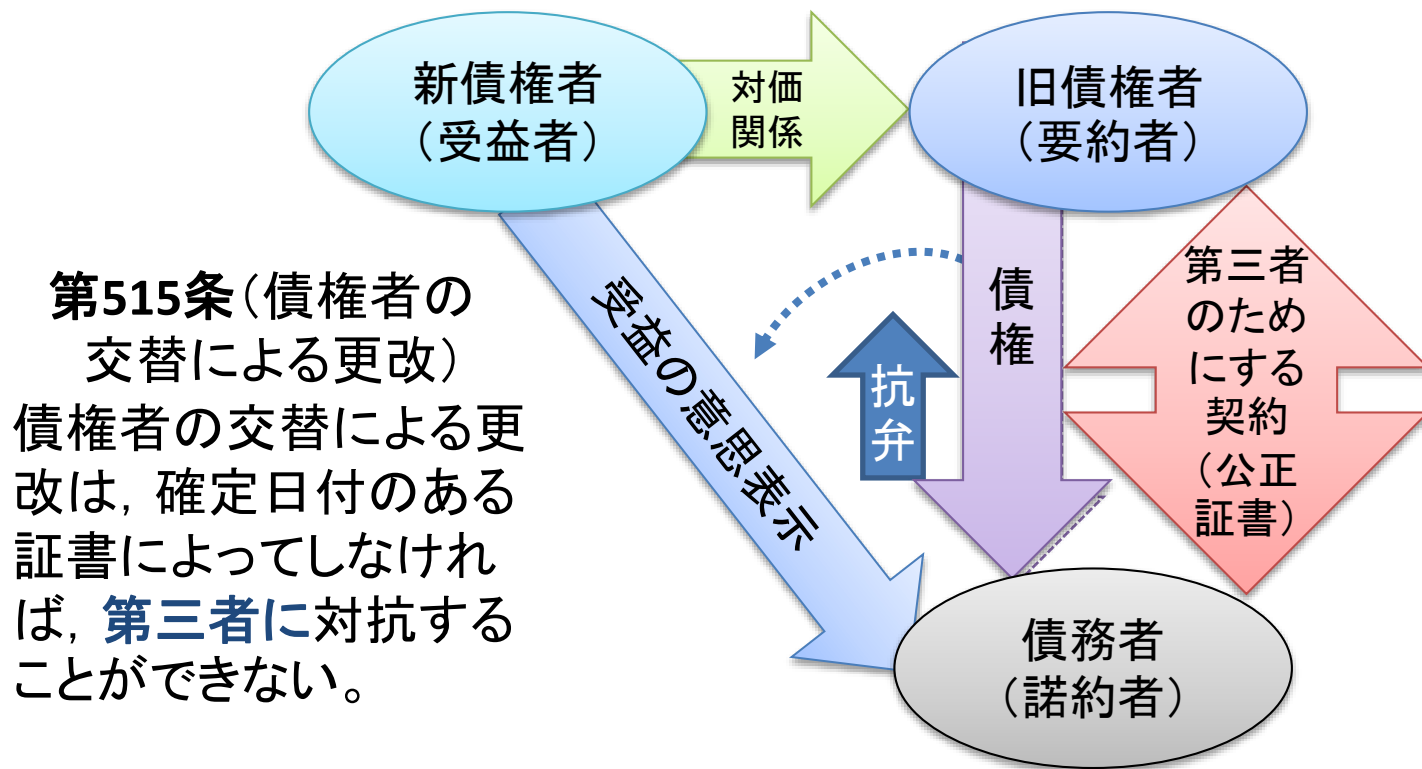 新債権者
（受益者）
対価
関係
旧債権者
（要約者）
第515条（債権者の
交替による更改）
債権者の交替による更
改は，確定日付のある
証書によってしなけれ
ば，第三者に対抗する
ことができない。
受益の意思表示
抗
弁
債
権
第三者
のため
にする
契約
（公正
証書）
債務者
（諾約者）